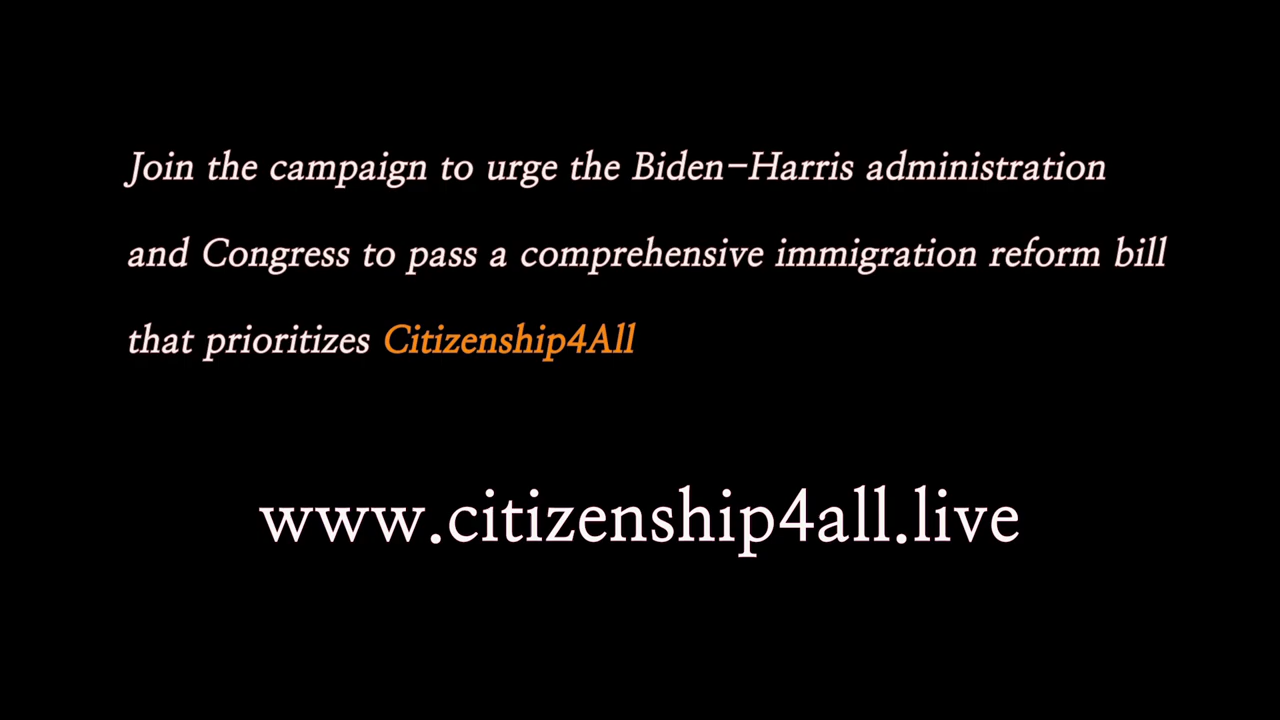 Join the campaign to urge the Biden-Harris administration
and Congress to pass a comprehensive immigration reform bill
that prioritizes Citizenship4All
www.citizenship4all.live